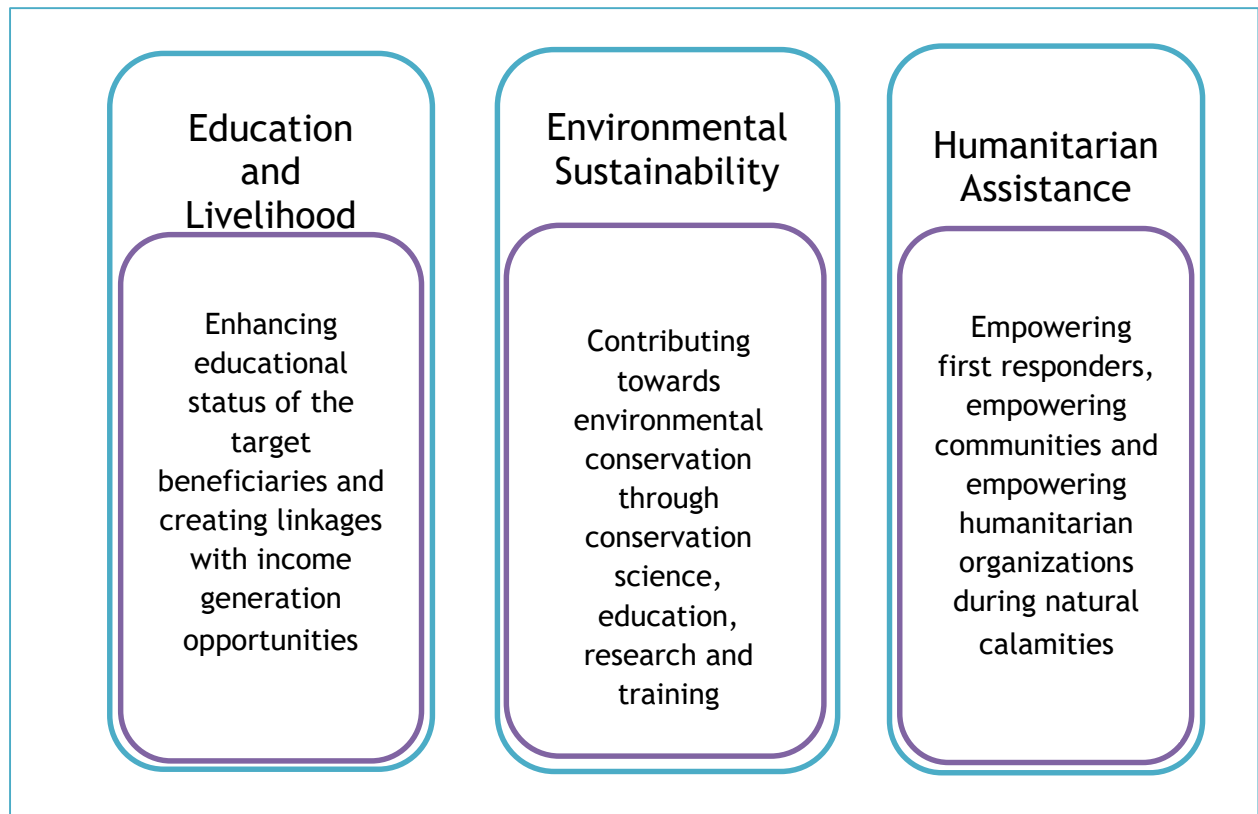 Education
and
Livelihood
Enhancing
educational
status of the
target
beneficiaries and
creating linkages
with income
generation
opportunities
Environmental
Sustainability
Contributing
towards
environmental
conservation
through
conservation
science,
education,
research and
training
Humanitarian
Assistance
Empowering
first responders,
empowering
communities and
empowering
humanitarian
organizations
during natural
calamities